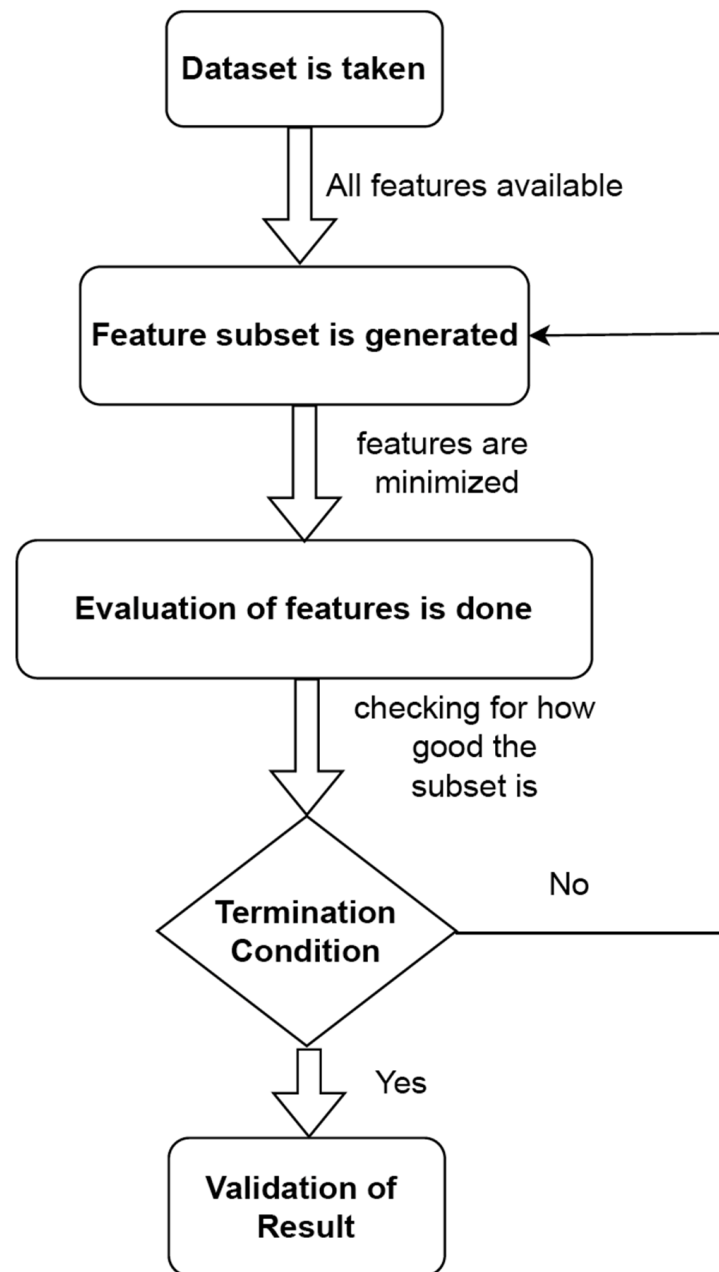 Dataset is taken
All features available
Feature subset is generated
features are
minimized
Evaluation of features is done
checking for how
good the
subset is
Termination
Condition
No
Yes
Validation of
Result